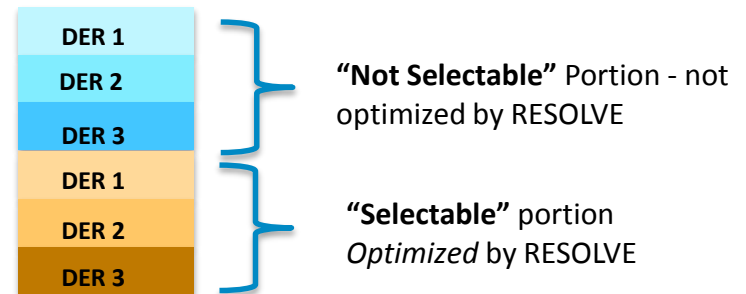 DER 1
DER 2
DER 3
DER 1
DER 2
DER 3
“Not Selectable” Portion - not
optimized by RESOLVE
“Selectable” portion
Optimized by RESOLVE